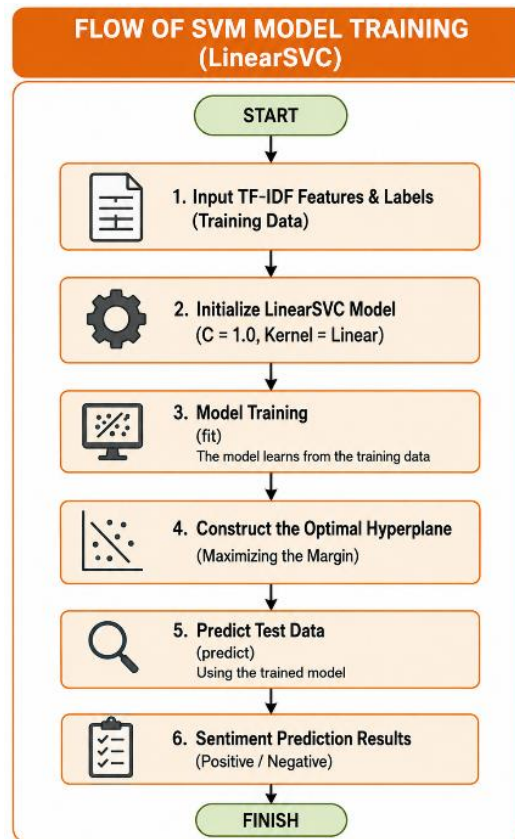 FLOW OF SVM MODEL TRAINING
(LinearSVC)
START
1. Input TF-IDF Features & Labels
(Training Data)
2. Initialize LinearSVC Model
(C = 1.0, Kernel = Linear)
3. Model Training
(fit)
The model learns from the training data
4. Construct the Optimal Hyperplane
(Maximizing the Margin)
5. Predict Test Data
(predict)
Using the trained model
6. Sentiment Prediction Results
(Positive / Negative)
FINISH